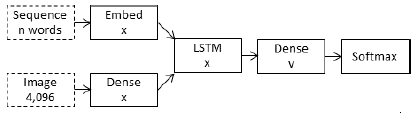 Sequence
n words
Embed
x
LSTM
x
Dense
v
Softmax
Image
4,096
Dense
x